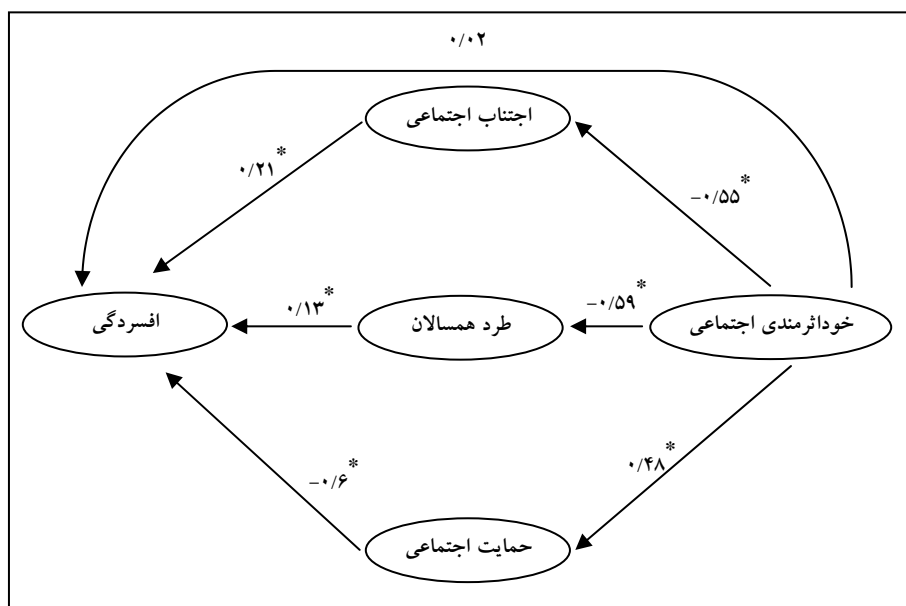 ۰/۰۲
اجتناب اجتماعی
۰/۲۱*
−۰/۵۵*
افسردگی
۰/۱۳*
طرد همسالان
−۰/۵۹*
خوداثرمندی اجتماعی
−۰/۶*
۰/۴۸*
حمایت اجتماعی